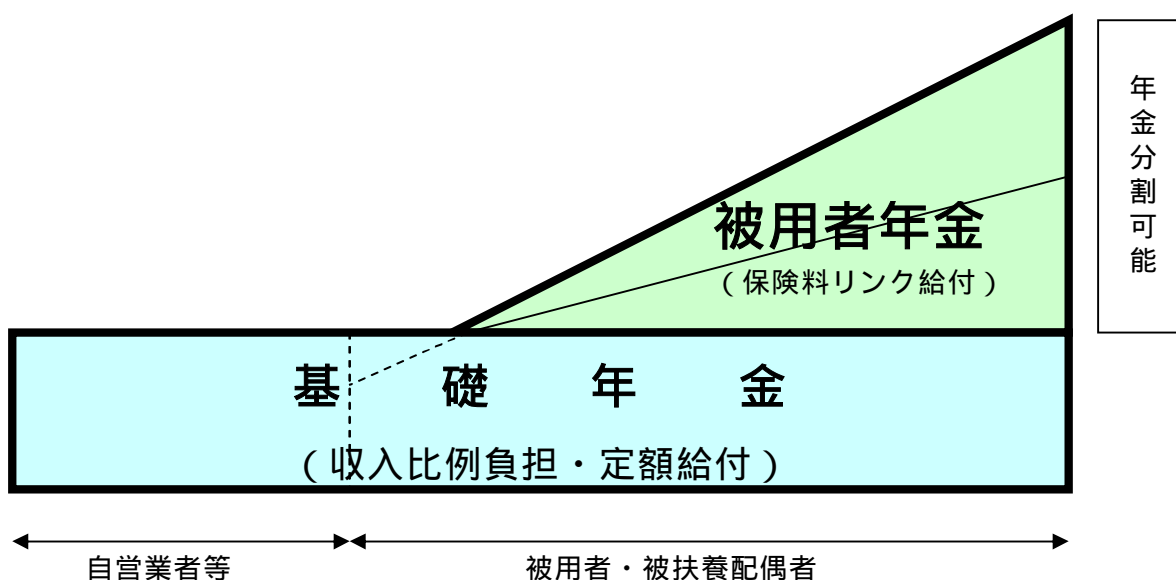 年金分割可能
被用者年金
（保険料リンク給付）
基礎年金
（収入比例負担・定額給付）
自営業者等
被用者・被扶養配偶者